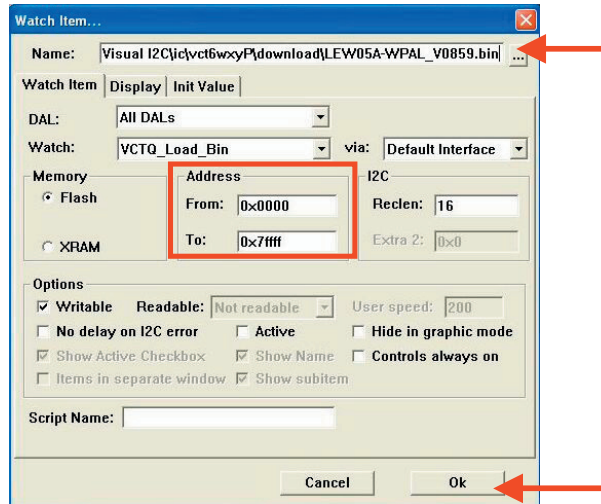 Watch Item...
Name: Visual I2C\ic\vct6wxyP\download\LEW05A-WPAL_V0859.bin ...
Watch Item Display Init Value
DAL: All DALs
Watch: VCTQ_Load_Bin via: Default Interface
Memory Address I2C
Flash From: 0x0000 Reclen: 16
XRAM To: 0x7ffff Extra 2: 0x0
Options
Writable Readable: Not readable User speed: 200
No delay on I2C error Active Hide in graphic mode
Show Active Checkbox Show Name Controls always on
Items in separate window Show subitem
Script Name:
Cancel Ok